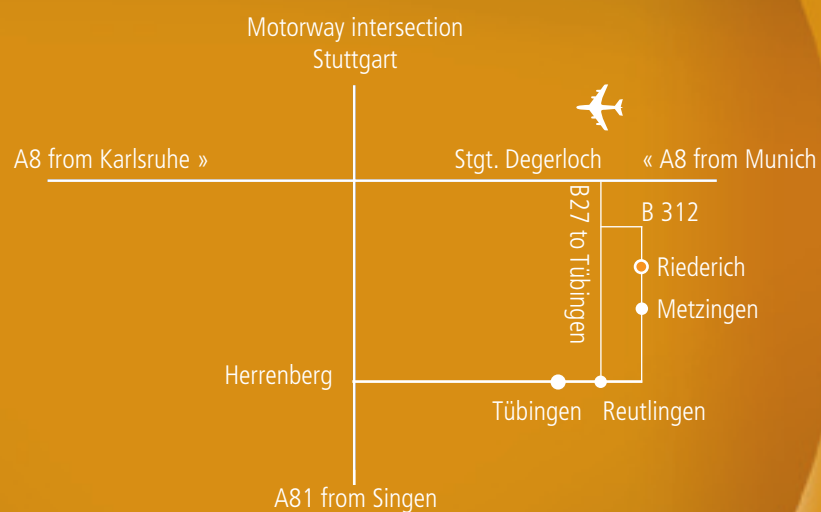 Motorway intersection
Stuttgart
A8 from Karlsruhe »
Stgt. Degerloch
« A8 from Munich
B27 to Tübingen
B 312
Riederich
Metzingen
Herrenberg
Tübingen
Reutlingen
A81 from Singen